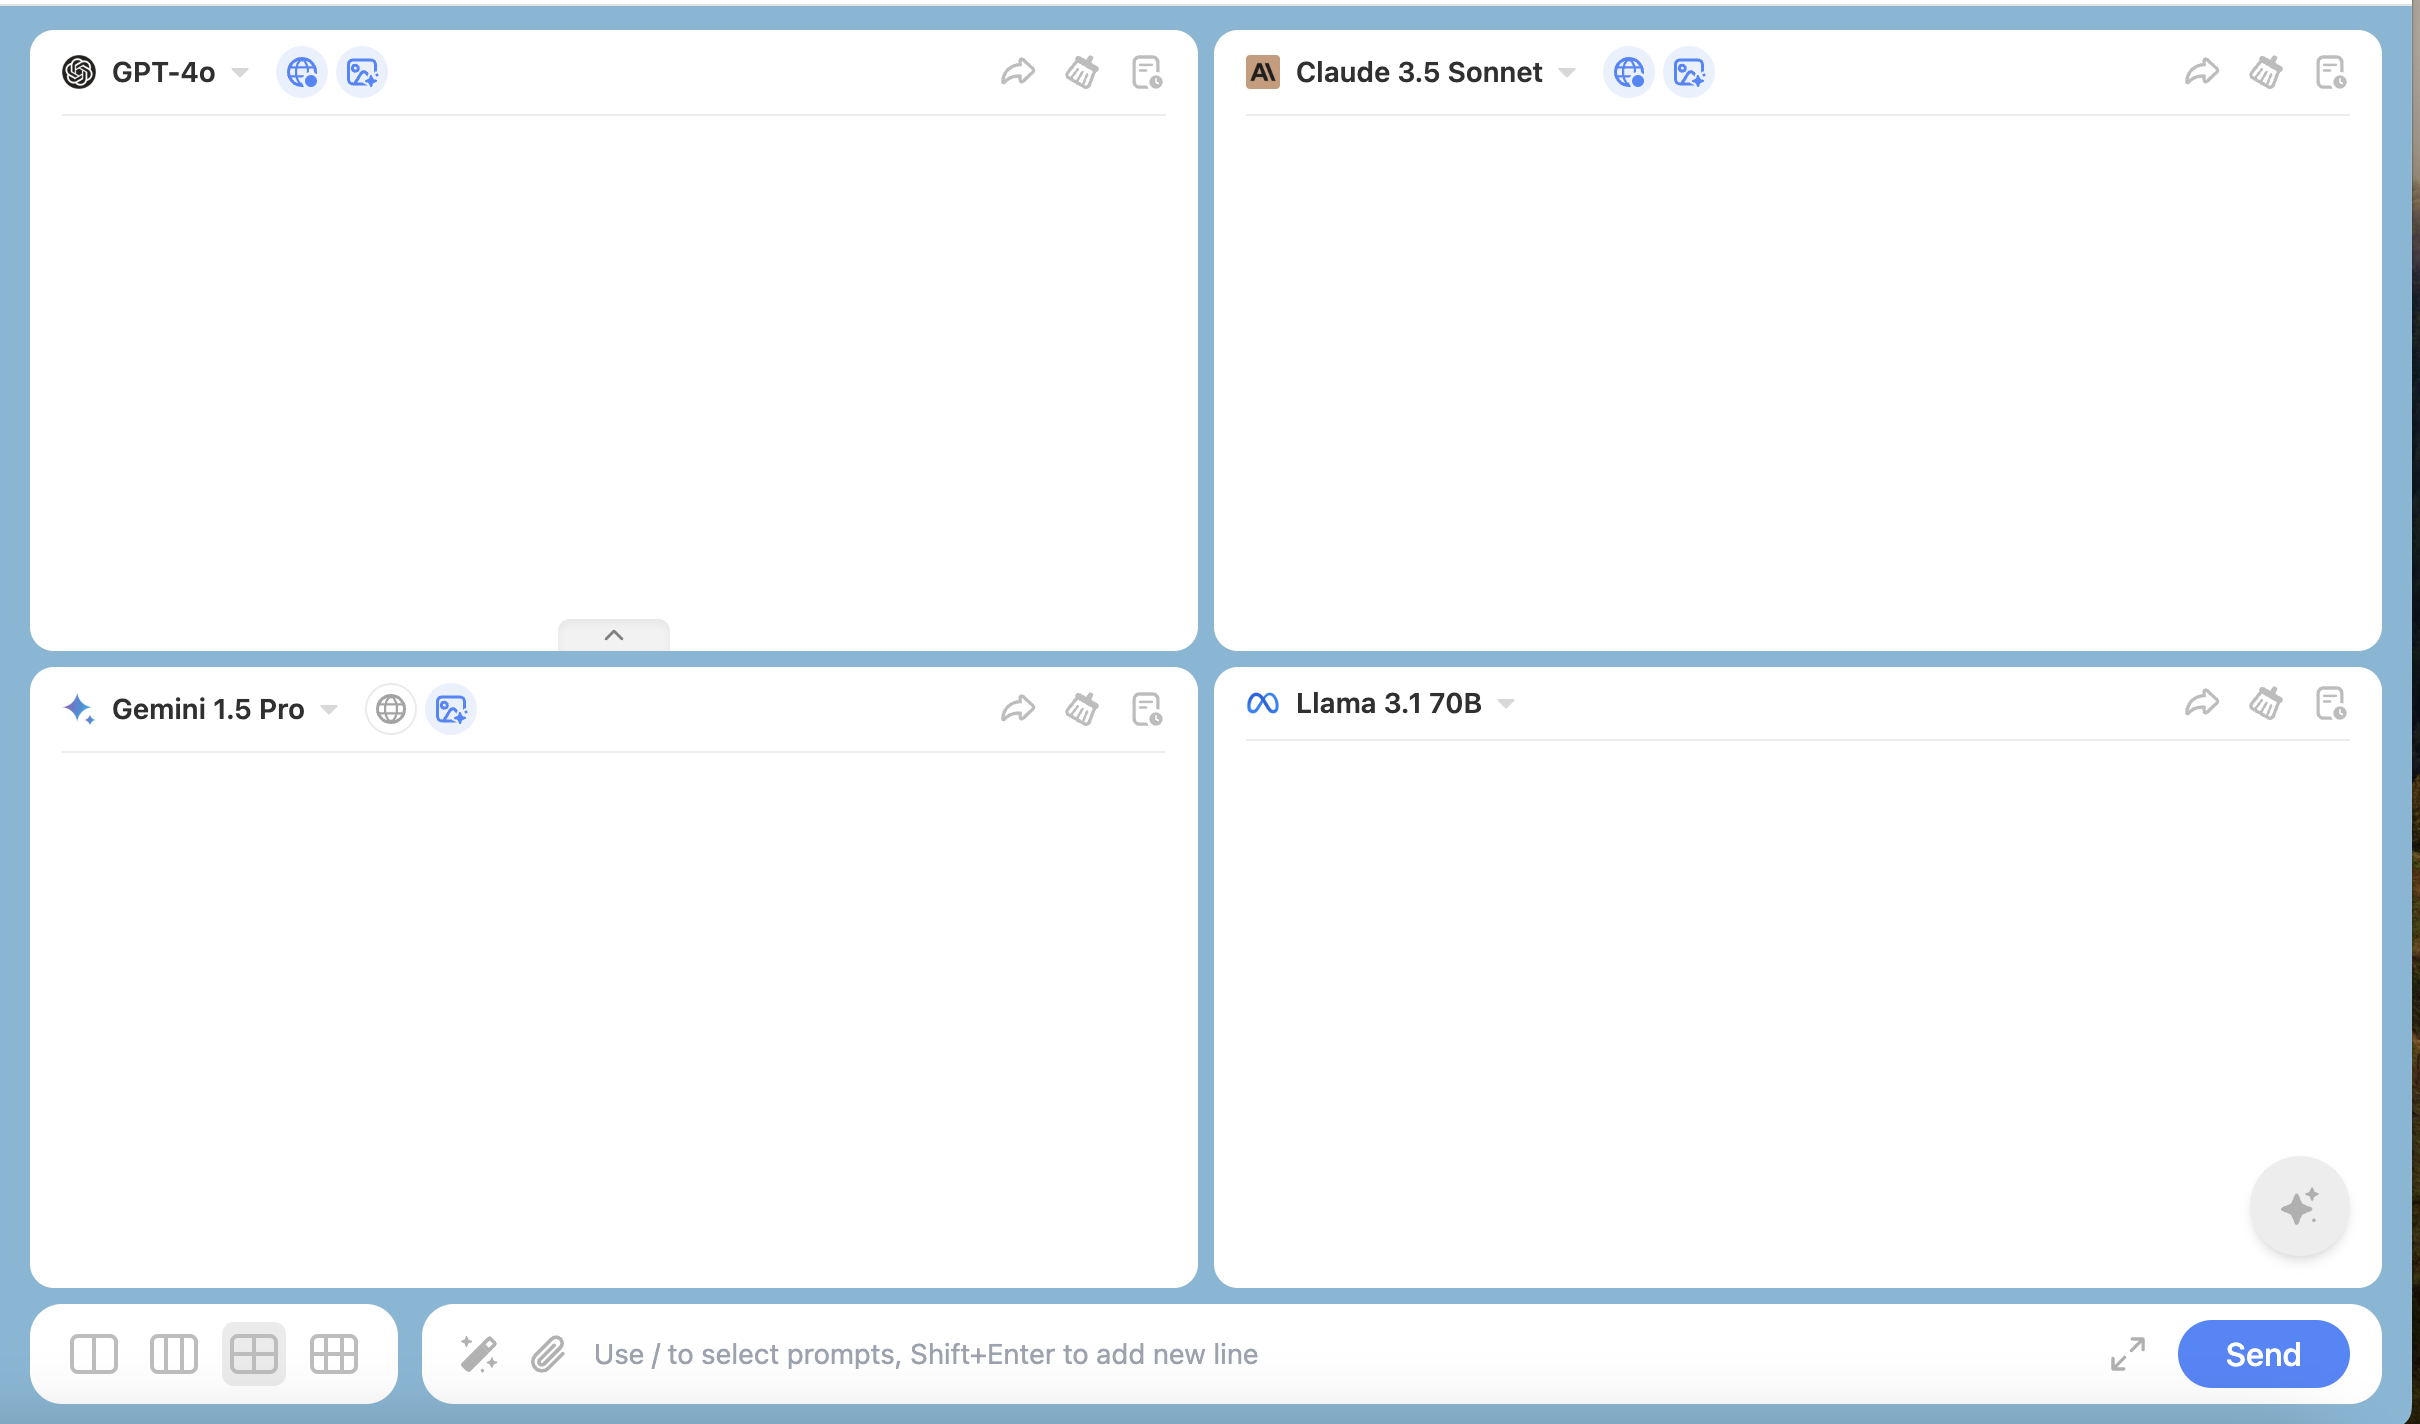 GPT-4o
Claude 3.5 Sonnet
Gemini 1.5 Pro
Llama 3.1 70B
Use / to select prompts, Shift+Enter to add new line
Send